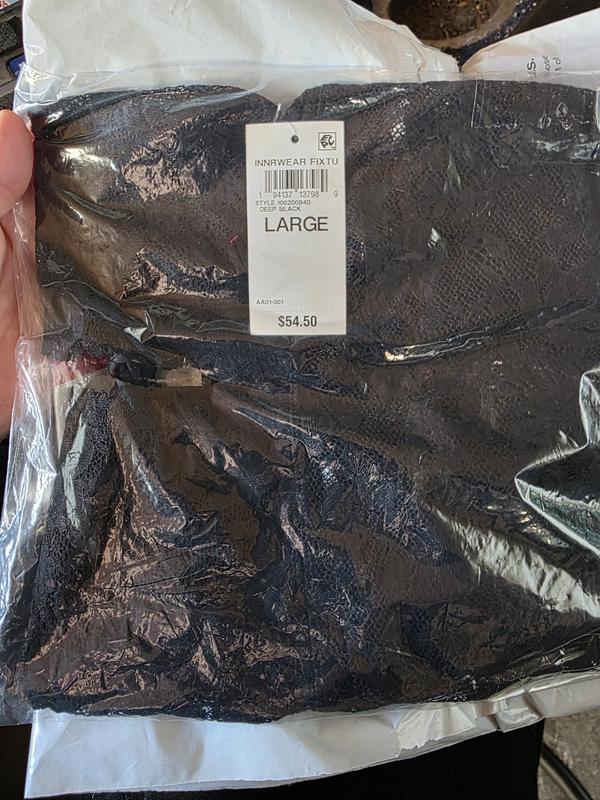 U.S.
INNRWEAR FIXTU
1 94137 13798 9
STYLE 100200940
DEEP BLACK
LARGE
AA01-001
$54.50